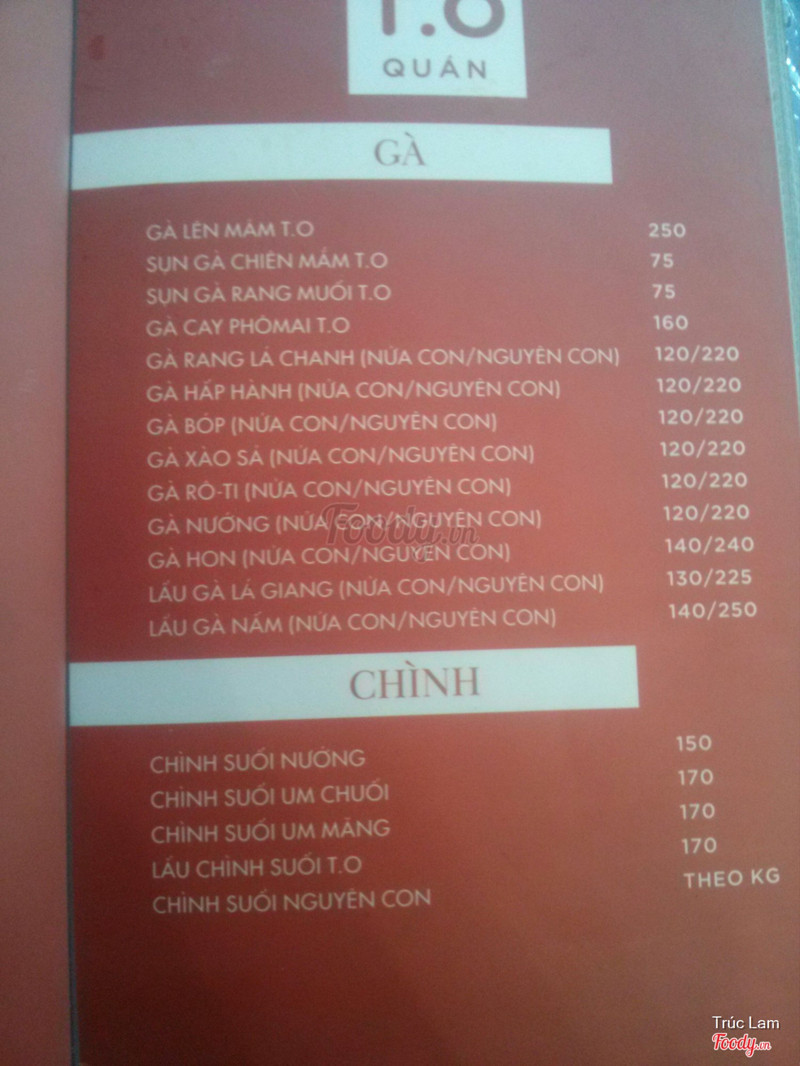 T.O
QUÁN
GÀ
GÀ LÊN MÂM T.O 250
SỤN GÀ CHIÊN MẮM T.O 75
SỤN GÀ RANG MUỐI T.O 75
GÀ CAY PHÔMAI T.O 160
GÀ RANG LÁ CHANH (NỬA CON/NGUYÊN CON) 120/220
GÀ HẤP HÀNH (NỬA CON/NGUYÊN CON) 120/220
GÀ BÓP (NỬA CON/NGUYÊN CON) 120/220
GÀ XÀO SẢ (NỬA CON/NGUYÊN CON) 120/220
GÀ RÔ-TI (NỬA CON/NGUYÊN CON) 120/220
GÀ NƯỚNG (NỬA CON/NGUYÊN CON) 120/220
GÀ HON (NỬA CON/NGUYÊN CON) 140/240
LẨU GÀ LÁ GIANG (NỬA CON/NGUYÊN CON) 130/225
LẨU GÀ NẤM (NỬA CON/NGUYÊN CON) 140/250
Foody.vn
CHÌNH
CHÌNH SUỐI NƯỚNG 150
CHÌNH SUỐI UM CHUỐI 170
CHÌNH SUỐI UM MĂNG 170
LẨU CHÌNH SUỐI T.O 170
CHÌNH SUỐI NGUYÊN CON THEO KG
Trúc Lam
Foody.vn